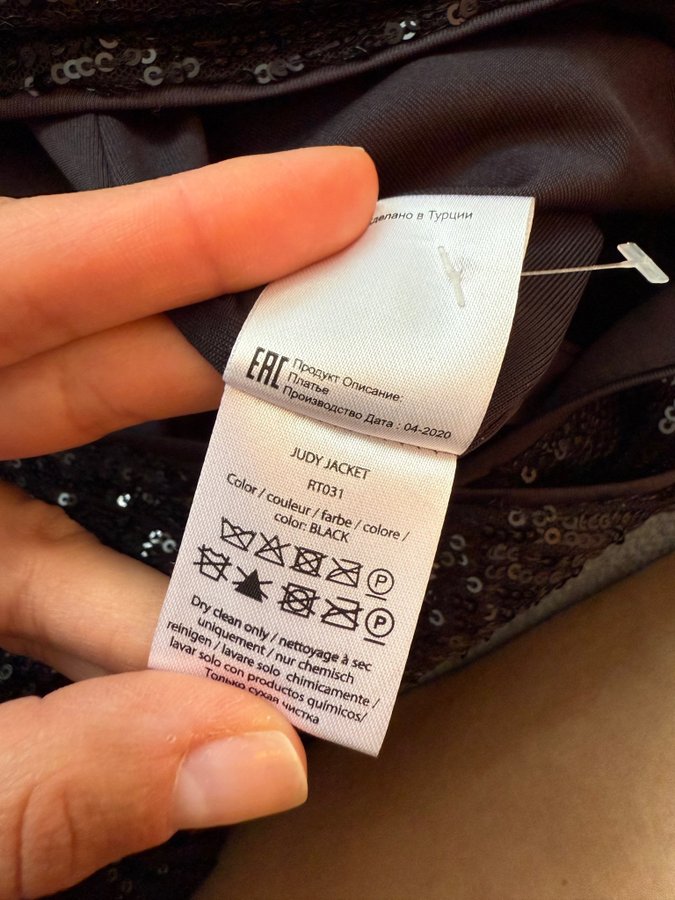 делано в Турции
EAC
Продукт Описание:
Платье
Производство Дата : 04-2020
JUDY JACKET
RT031
Color / couleur / farbe / colore /
color: BLACK
P
P
Dry clean only / nettoyage à sec
uniquement / nur chemisch
reinigen / lavare solo chimicamente /
lavar solo con productos químicos/
Только сухая чистка